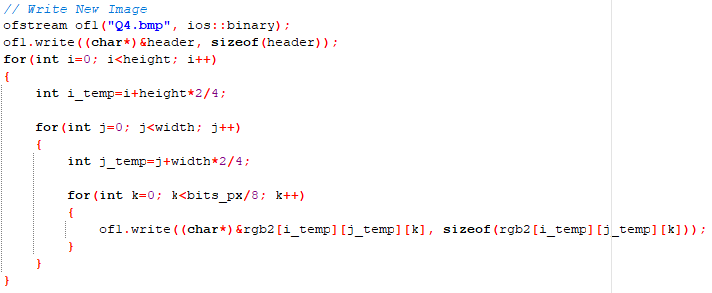 // Write New Image
ofstream of1("Q4.bmp", ios::binary);
of1.write((char*)&header, sizeof(header));
for(int i=0; i<height; i++)
{
    int i_temp=i+height*2/4;
    for(int j=0; j<width; j++)
    {
        int j_temp=j+width*2/4;
        for(int k=0; k<bits_px/8; k++)
        {
            of1.write((char*)&rgb2[i_temp][j_temp][k], sizeof(rgb2[i_temp][j_temp][k]));
        }
    }
}